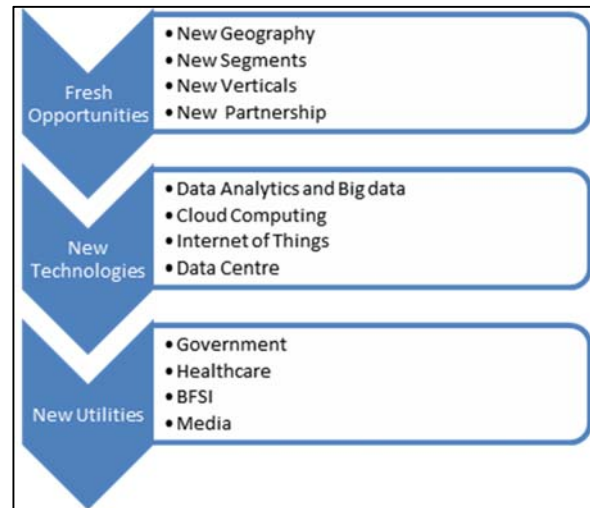 Fresh
Opportunities
• New Geography
• New Segments
• New Verticals
• New Partnership
New
Technologies
• Data Analytics and Big data
• Cloud Computing
• Internet of Things
• Data Centre
New Utilities
• Government
• Healthcare
• BFSI
• Media